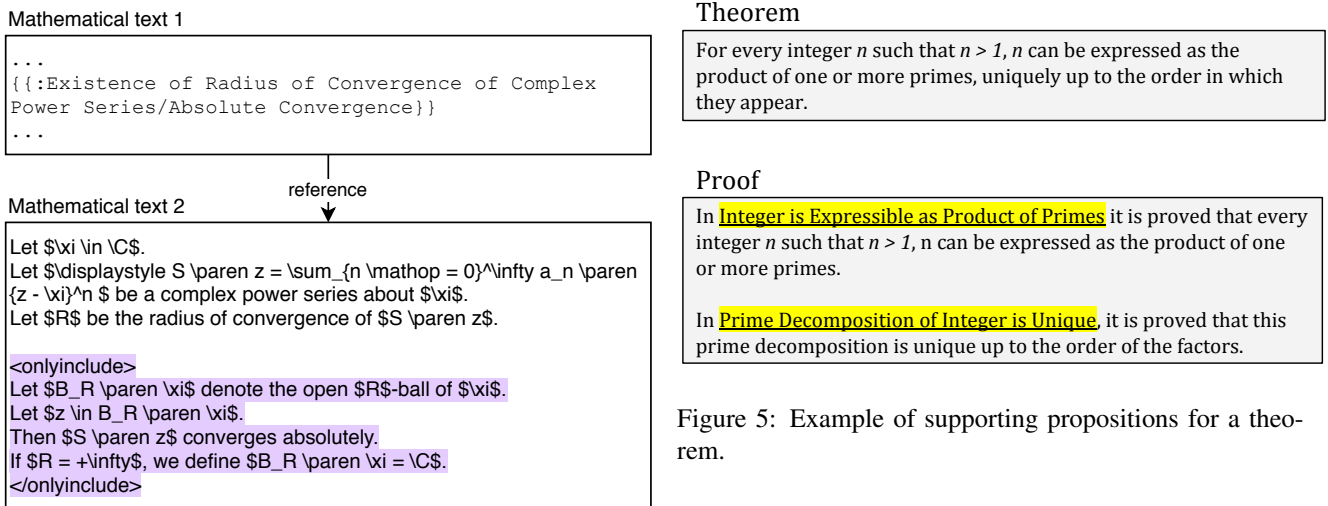 Mathematical text 1
...
{{:Existence of Radius of Convergence of Complex
Power Series/Absolute Convergence}}
...
reference
Mathematical text 2
Let $\xi \in \C$.
Let $\displaystyle S \paren z = \sum_{n \mathop = 0}^\infty a_n \paren
{z - \xi}^n $ be a complex power series about $\xi$.
Let $R$ be the radius of convergence of $S \paren z$.
<onlyinclude>
Let $B_R \paren \xi$ denote the open $R$-ball of $\xi$.
Let $z \in B_R \paren \xi$.
Then $S \paren z$ converges absolutely.
If $R = +\infty$, we define $B_R \paren \xi = \C$.
</onlyinclude>
Theorem
For every integer n such that n > 1, n can be expressed as the
product of one or more primes, uniquely up to the order in which
they appear.
Proof
In Integer is Expressible as Product of Primes it is proved that every
integer n such that n > 1, n can be expressed as the product of one
or more primes.
In Prime Decomposition of Integer is Unique, it is proved that this
prime decomposition is unique up to the order of the factors.
Figure 5: Example of supporting propositions for a theo-
rem.